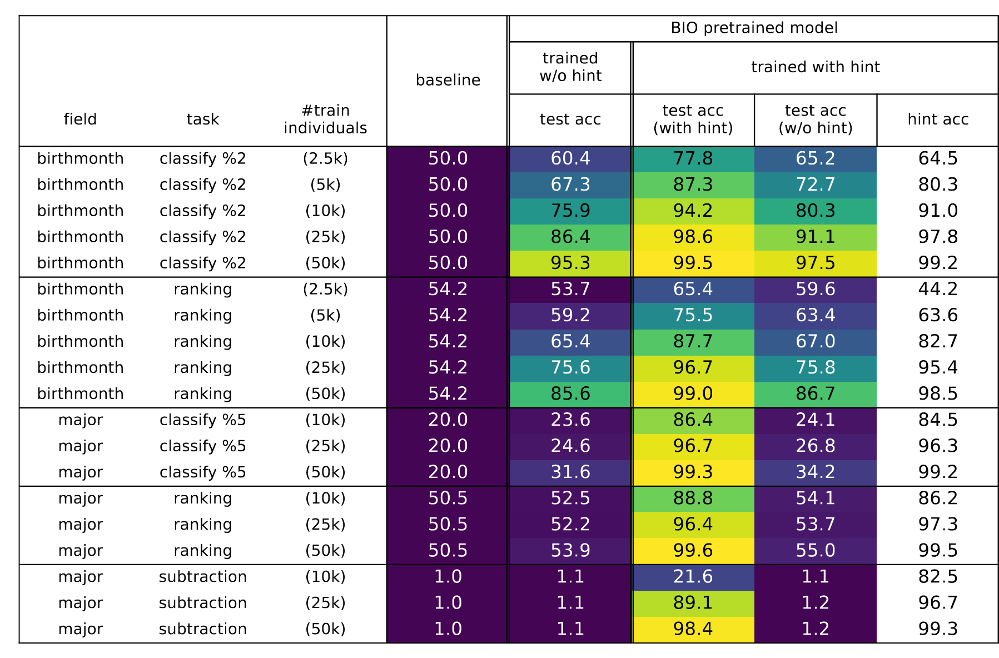 BIO pretrained model
trained
w/o hint
trained with hint
baseline
field task #train individuals test acc test acc (with hint) test acc (w/o hint) hint acc
birthmonth classify %2 (2.5k) 50.0 60.4 77.8 65.2 64.5
birthmonth classify %2 (5k) 50.0 67.3 87.3 72.7 80.3
birthmonth classify %2 (10k) 50.0 75.9 94.2 80.3 91.0
birthmonth classify %2 (25k) 50.0 86.4 98.6 91.1 97.8
birthmonth classify %2 (50k) 50.0 95.3 99.5 97.5 99.2
birthmonth ranking (2.5k) 54.2 53.7 65.4 59.6 44.2
birthmonth ranking (5k) 54.2 59.2 75.5 63.4 63.6
birthmonth ranking (10k) 54.2 65.4 87.7 67.0 82.7
birthmonth ranking (25k) 54.2 75.6 96.7 75.8 95.4
birthmonth ranking (50k) 54.2 85.6 99.0 86.7 98.5
major classify %5 (10k) 20.0 23.6 86.4 24.1 84.5
major classify %5 (25k) 20.0 24.6 96.7 26.8 96.3
major classify %5 (50k) 20.0 31.6 99.3 34.2 99.2
major ranking (10k) 50.5 52.5 88.8 54.1 86.2
major ranking (25k) 50.5 52.2 96.4 53.7 97.3
major ranking (50k) 50.5 53.9 99.6 55.0 99.5
major subtraction (10k) 1.0 1.1 21.6 1.1 82.5
major subtraction (25k) 1.0 1.1 89.1 1.2 96.7
major subtraction (50k) 1.0 1.1 98.4 1.2 99.3